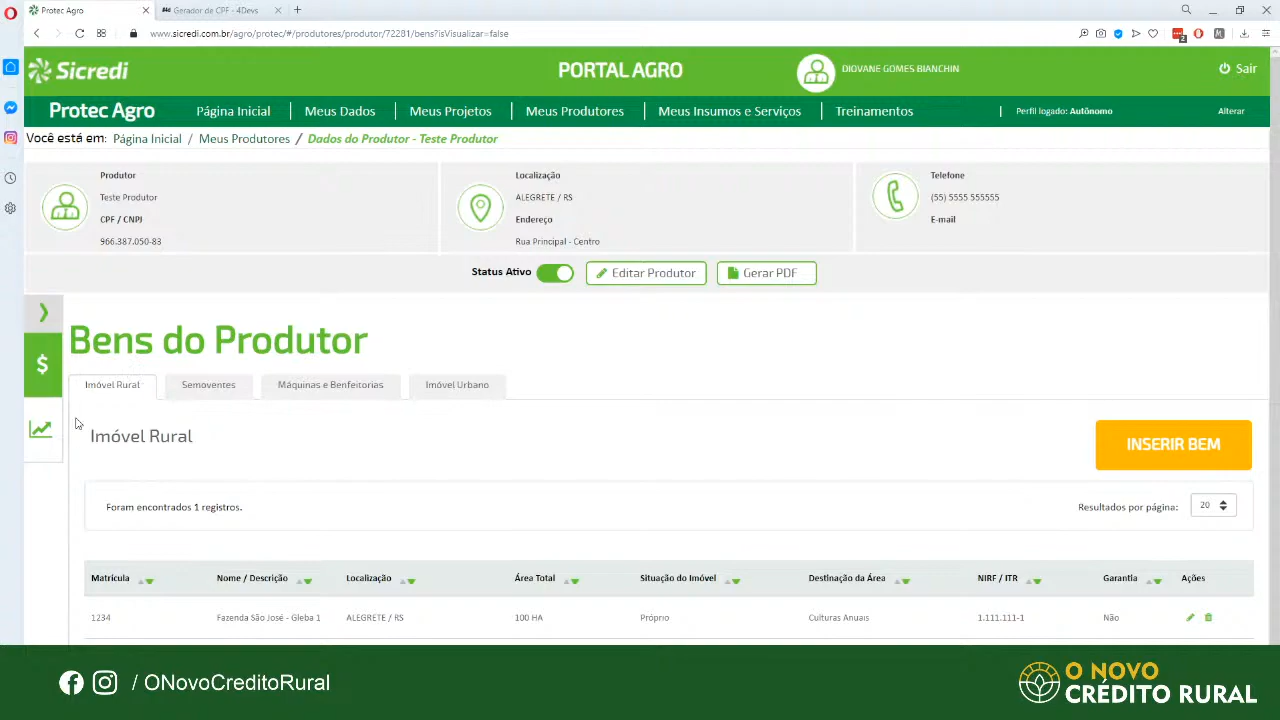 Protec Agro
Gerador de CPF - 4Devs
www.sicredi.com.br/agro/protec/#/produtores/produtor/72281/bens?isVisualizar=false
2
Sicredi
PORTAL AGRO
DIOVANE GOMES BIANCHIN
Sair
Protec Agro
Página Inicial
Meus Dados
Meus Projetos
Meus Produtores
Meus Insumos e Serviços
Treinamentos
Perfil logado: Autônomo
Alterar
Você está em: Página Inicial / Meus Produtores / Dados do Produtor - Teste Produtor
Produtor
Teste Produtor
CPF / CNPJ
966.387.050-83
Localização
ALEGRETE / RS
Endereço
Rua Principal - Centro
Telefone
(55) 5555 555555
E-mail
Status Ativo
Editar Produtor
Gerar PDF
$
Bens do Produtor
Imóvel Rural
Semoventes
Máquinas e Benfeitorias
Imóvel Urbano
Imóvel Rural
INSERIR BEM
Foram encontrados 1 registros.
Resultados por página: 20
Matrícula Nome / Descrição Localização Área Total Situação do Imóvel Destinação da Área NIRF / ITR Garantia Ações
1234 Fazenda São José - Gleba 1 ALEGRETE / RS 100 HA Próprio Culturas Anuais 1.111.111-1 Não
/ ONovoCreditoRural
O NOVO
CRÉDITO RURAL